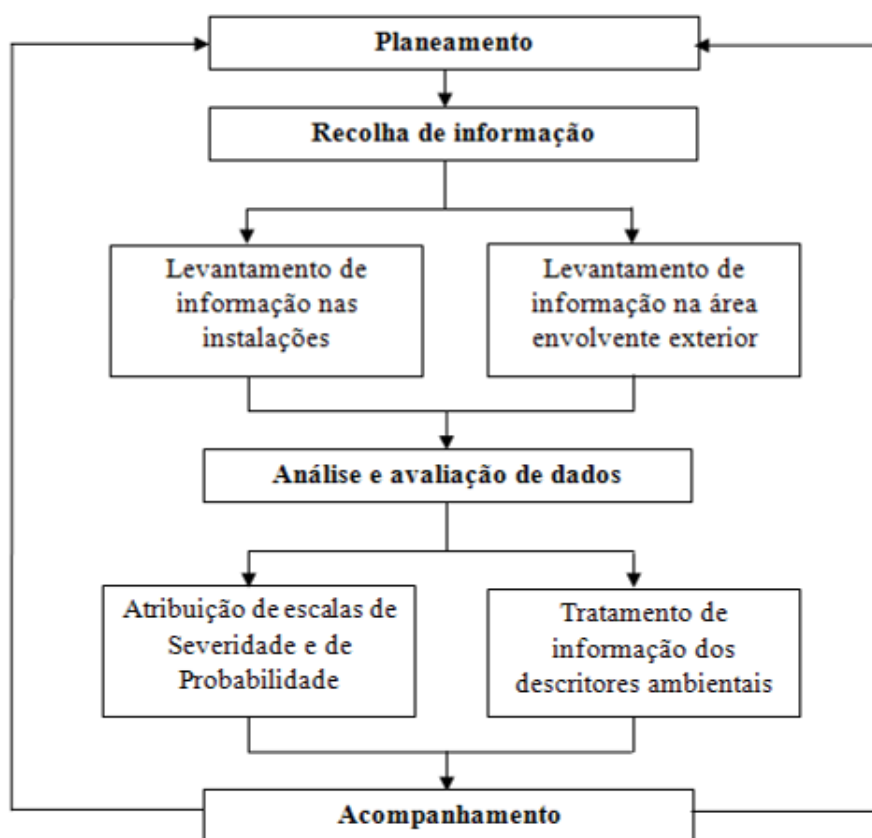 Planeamento
Recolha de informação
Levantamento de
informação nas
instalações
Levantamento de
informação na área
envolvente exterior
Análise e avaliação de dados
Atribuição de escalas de
Severidade e de
Probabilidade
Tratamento de
informação dos
descritores ambientais
Acompanhamento